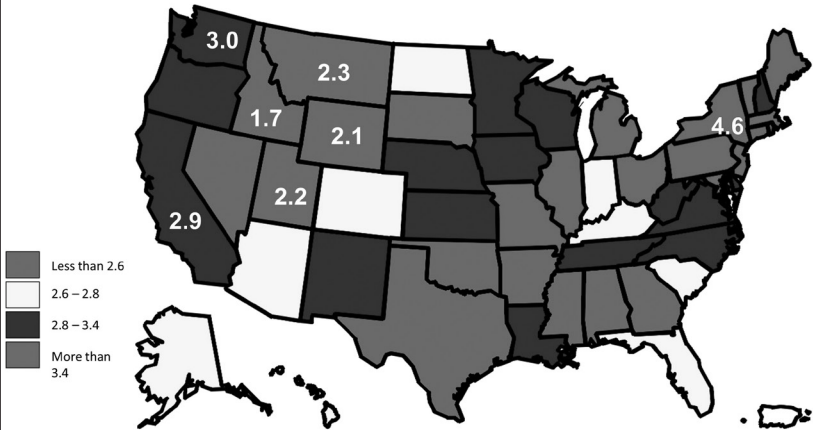 3.0
2.3
4.6
1.7
2.1
2.2
2.9
Less than 2.6
2.6 – 2.8
2.8 – 3.4
More than
3.4